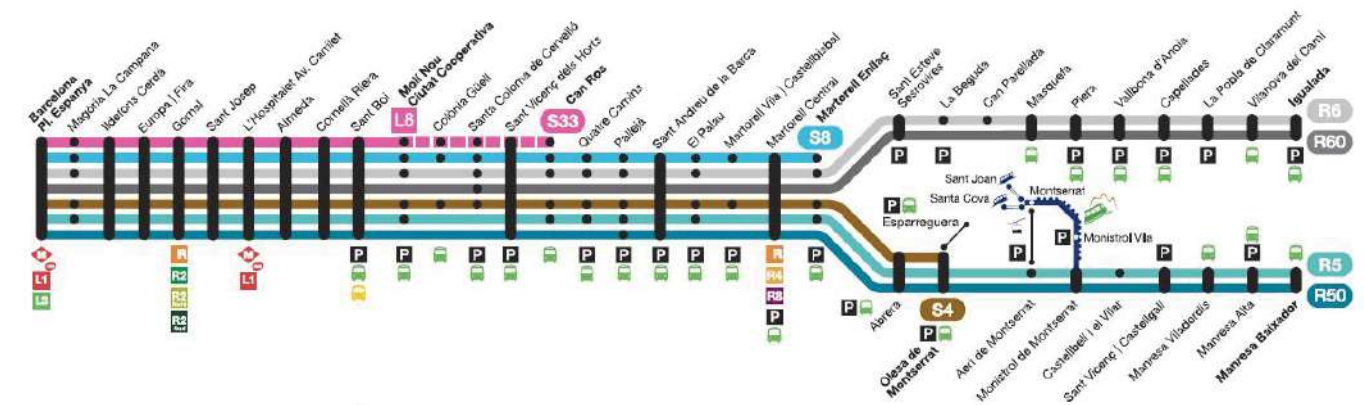 Barcelona
Pl. Espanya
Magòria La Campana
Ildefons Cerdà
Europa | Fira
Gornal
Sant Josep
L'Hospitalet Av. Carrilet
Almeda
Cornellà Riera
Sant Boi
Molí Nou
Ciutat Cooperativa
L8
Colònia Güell
Santa Coloma de Cervelló
Sant Vicenç dels Horts
Can Ros
S33
Quatre Camins
Pallejà
Sant Andreu de la Barca
El Palau
Martorell Vila | Castellbisbal
Martorell Central
Martorell Enllaç
S8
Sant Esteve
Sesrovires
La Beguda
Can Parellada
Masquefa
Piera
Vallbona d'Anoia
Capellades
La Pobla de Claramunt
Vilanova del Camí
Igualada
R6
R60
P P P P P P P
Sant Joan
Santa Cova
Montserrat
P
Esparreguera
P
P
Monistrol Vila
P
P
R5
R50
M
L1
L8
M
L1
R2
R2
R2
P P P P P P P P P
R4
R8
P
P
P
Abrera
S4
P
Olesa de
Montserrat
Aeri de Montserrat
Monistrol de Montserrat
Castellbell i el Vilar
Sant Vicenç | Castellgalí
Manresa Viladordis
Manresa Alta
Manresa Baixador